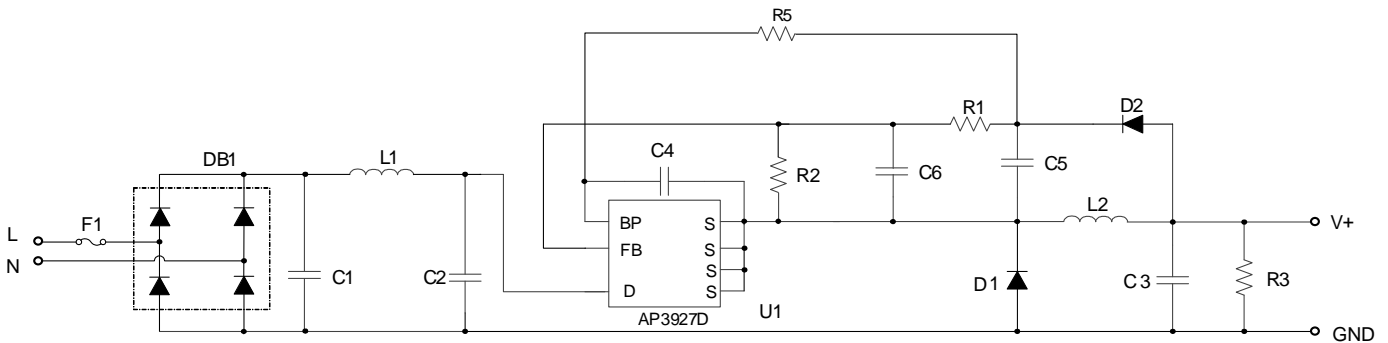 R5
R1
D2
DB1
L1
C4
R2
C6
C5
L2
F1
L
N
BP
S
V+
FB
S
C1
C2
S
D
S
D1
C3
R3
U1
AP3927D
GND